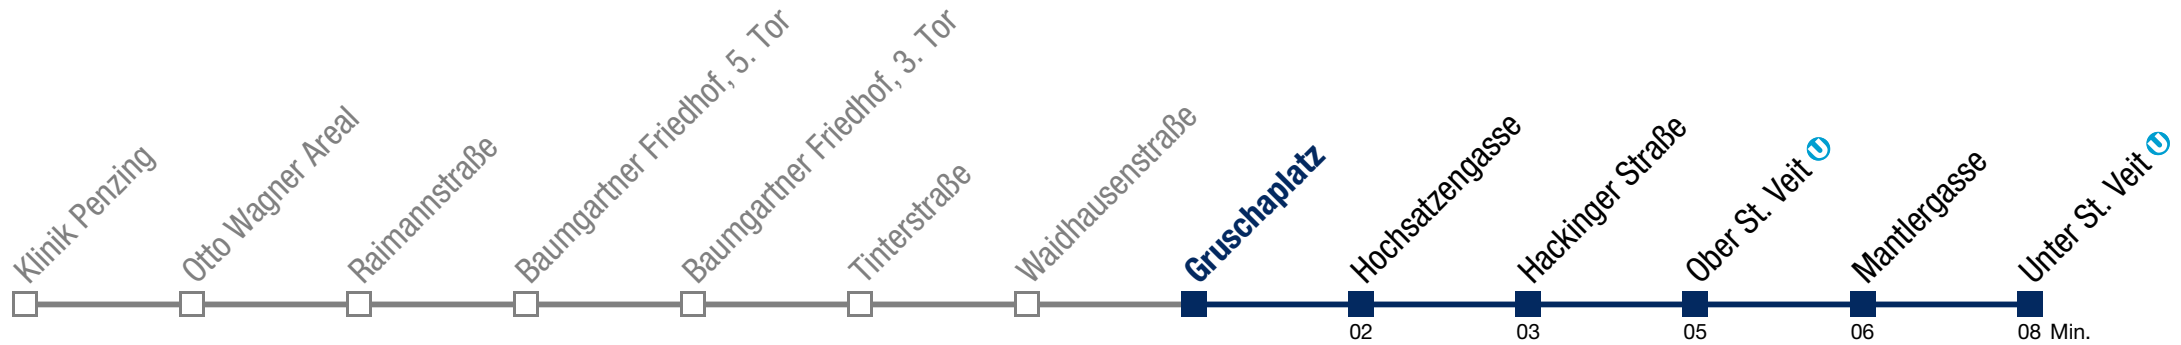 Klinik Penzing
Otto Wagner Areal
Raimannstraße
Baumgartner Friedhof, 5. Tor
Baumgartner Friedhof, 3. Tor
Tinterstraße
Waidhausenstraße
Gruschaplatz
Hochsatzengasse
Hackinger Straße
Ober St. Veit U
Mantlergasse
Unter St. Veit U
02 03 05 06 08 Min.